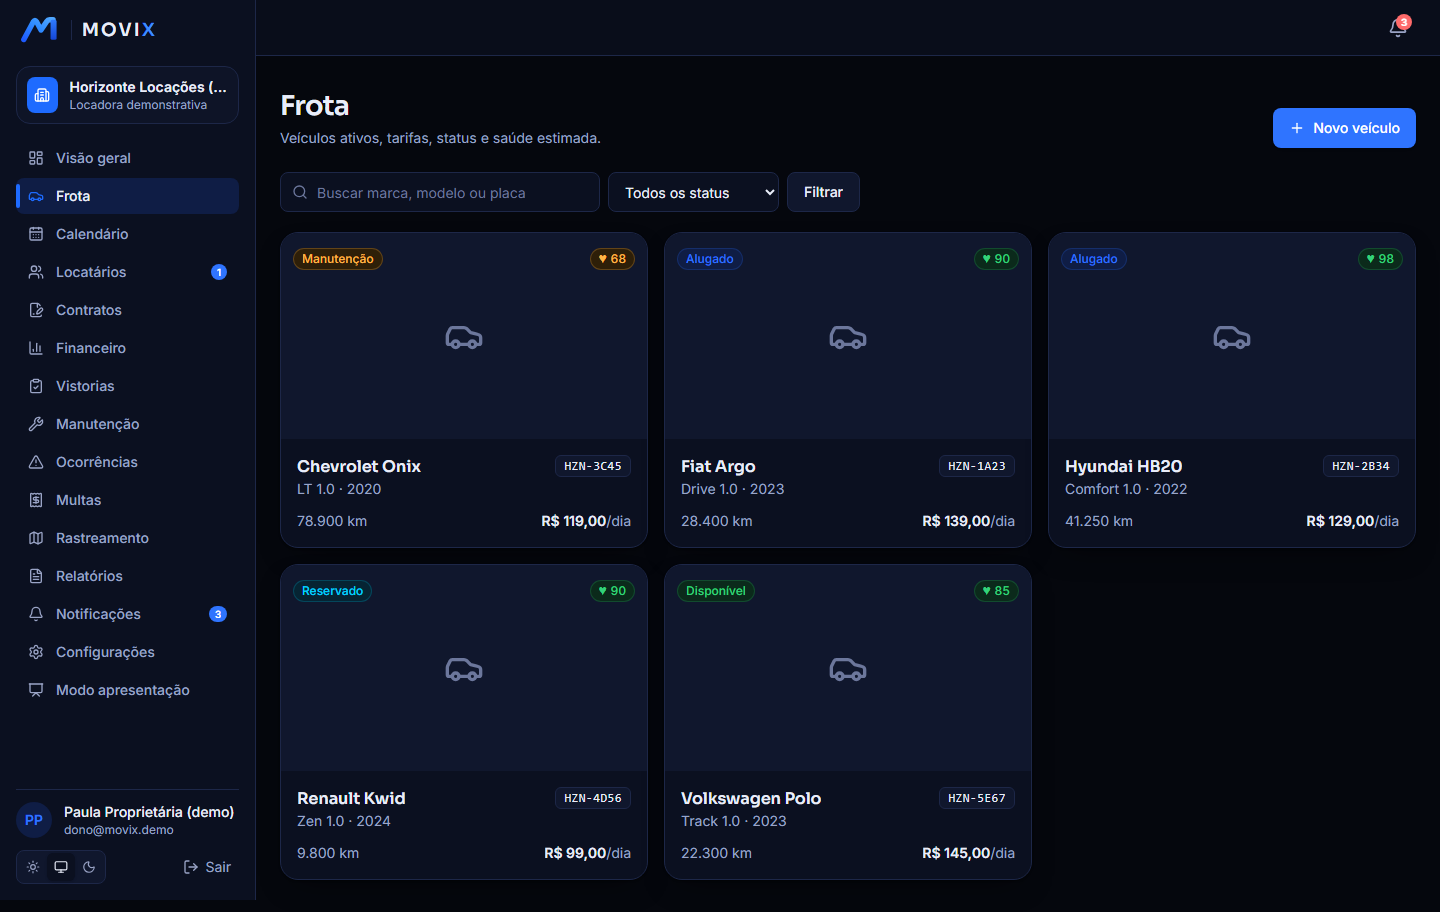 MOVIX
3
Horizonte Locações (...
Locadora demonstrativa
Visão geral
Frota
Calendário
Locatários 1
Contratos
Financeiro
Vistorias
Manutenção
Ocorrências
Multas
Rastreamento
Relatórios
Notificações 3
Configurações
Modo apresentação
PP
Paula Proprietária (demo)
dono@movix.demo
Sair
Frota
Veículos ativos, tarifas, status e saúde estimada.
+ Novo veículo
Buscar marca, modelo ou placa
Todos os status
Filtrar
Manutenção ♥ 68
Chevrolet Onix HZN-3C45
LT 1.0 · 2020
78.900 km R$ 119,00/dia
Alugado ♥ 90
Fiat Argo HZN-1A23
Drive 1.0 · 2023
28.400 km R$ 139,00/dia
Alugado ♥ 98
Hyundai HB20 HZN-2B34
Comfort 1.0 · 2022
41.250 km R$ 129,00/dia
Reservado ♥ 90
Renault Kwid HZN-4D56
Zen 1.0 · 2024
9.800 km R$ 99,00/dia
Disponível ♥ 85
Volkswagen Polo HZN-5E67
Track 1.0 · 2023
22.300 km R$ 145,00/dia